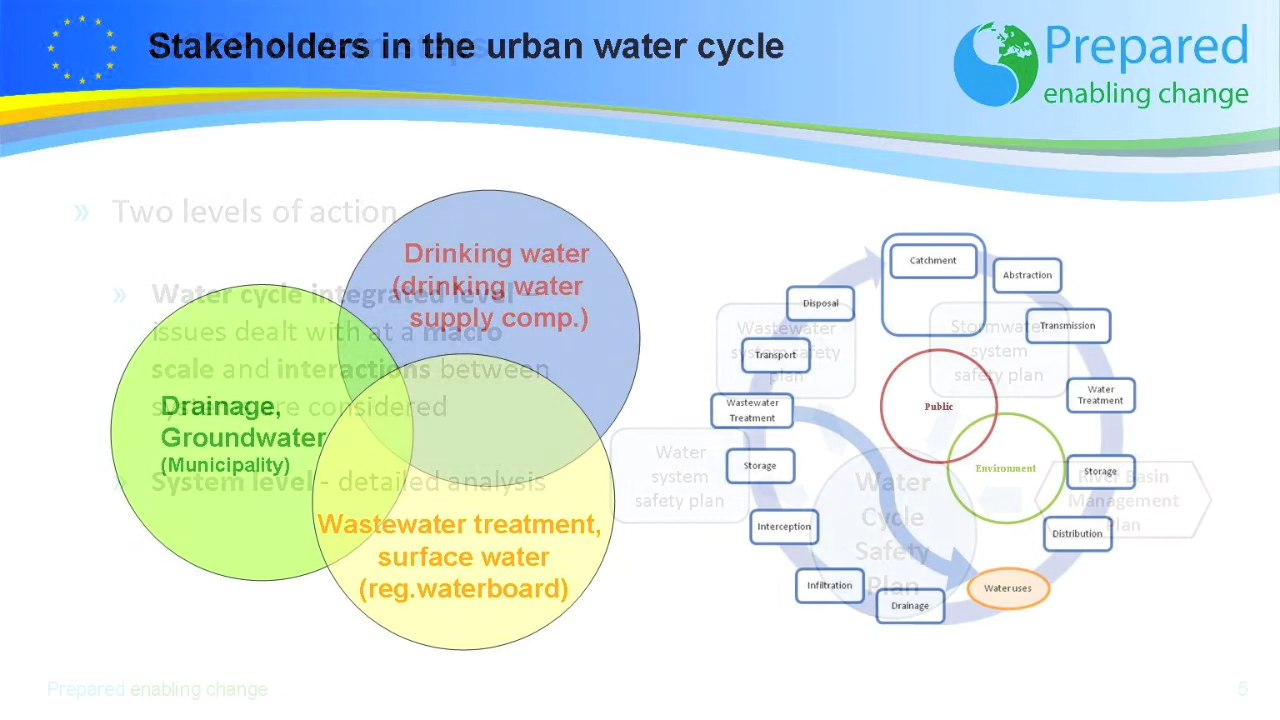 Stakeholders in the urban water cycle
Prepared
enabling change
» Two levels of action
» Water cycle integrated level –
issues dealt with at a macro
scale and interactions between
are considered
» System level - detailed analysis
Drinking water
(drinking water
supply comp.)
Drainage,
Groundwater
(Municipality)
Wastewater treatment,
surface water
(reg.waterboard)
Catchment
Abstraction
Transmission
Water
Treatment
Storage
Distribution
Water uses
Drainage
Infiltration
Interception
Storage
Wastewater
Treatment
Transport
Disposal
Public
Environment
Wastewater
system safety
plan
Stormwater
system
safety plan
Water
system
safety plan
Water
Cycle
Safety
Plan
River Basin
Management
Plan
Prepared enabling change
5